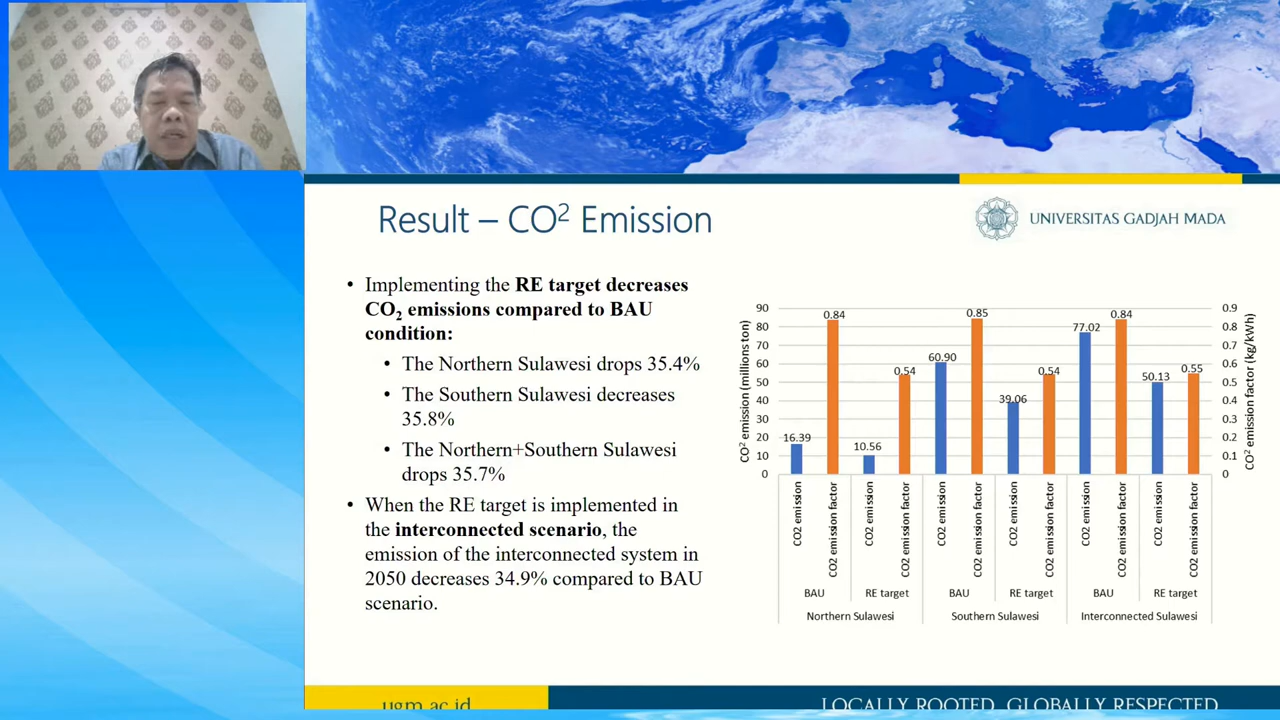 Result – CO² Emission
UNIVERSITAS GADJAH MADA
• Implementing the RE target decreases
CO₂ emissions compared to BAU
condition:
• The Northern Sulawesi drops 35.4%
• The Southern Sulawesi decreases
35.8%
• The Northern+Southern Sulawesi
drops 35.7%
• When the RE target is implemented in
the interconnected scenario, the
emission of the interconnected system in
2050 decreases 34.9% compared to BAU
scenario.
CO² emission (millions ton)
90
80
70
60
50
40
30
20
10
0
16.39
0.84
10.56
0.54
60.90
0.85
39.06
0.54
77.02
0.84
50.13
0.55
0.9
0.8
0.7
0.6
0.5
0.4
0.3
0.2
0.1
0
CO² emission factor (kg/kWh)
CO2 emission
CO2 emission factor
CO2 emission
CO2 emission factor
CO2 emission
CO2 emission factor
CO2 emission
CO2 emission factor
CO2 emission
CO2 emission factor
CO2 emission
CO2 emission factor
BAU
RE target
BAU
RE target
BAU
RE target
Northern Sulawesi
Southern Sulawesi
Interconnected Sulawesi
ugm.ac.id
LOCALLY ROOTED, GLOBALLY RESPECTED